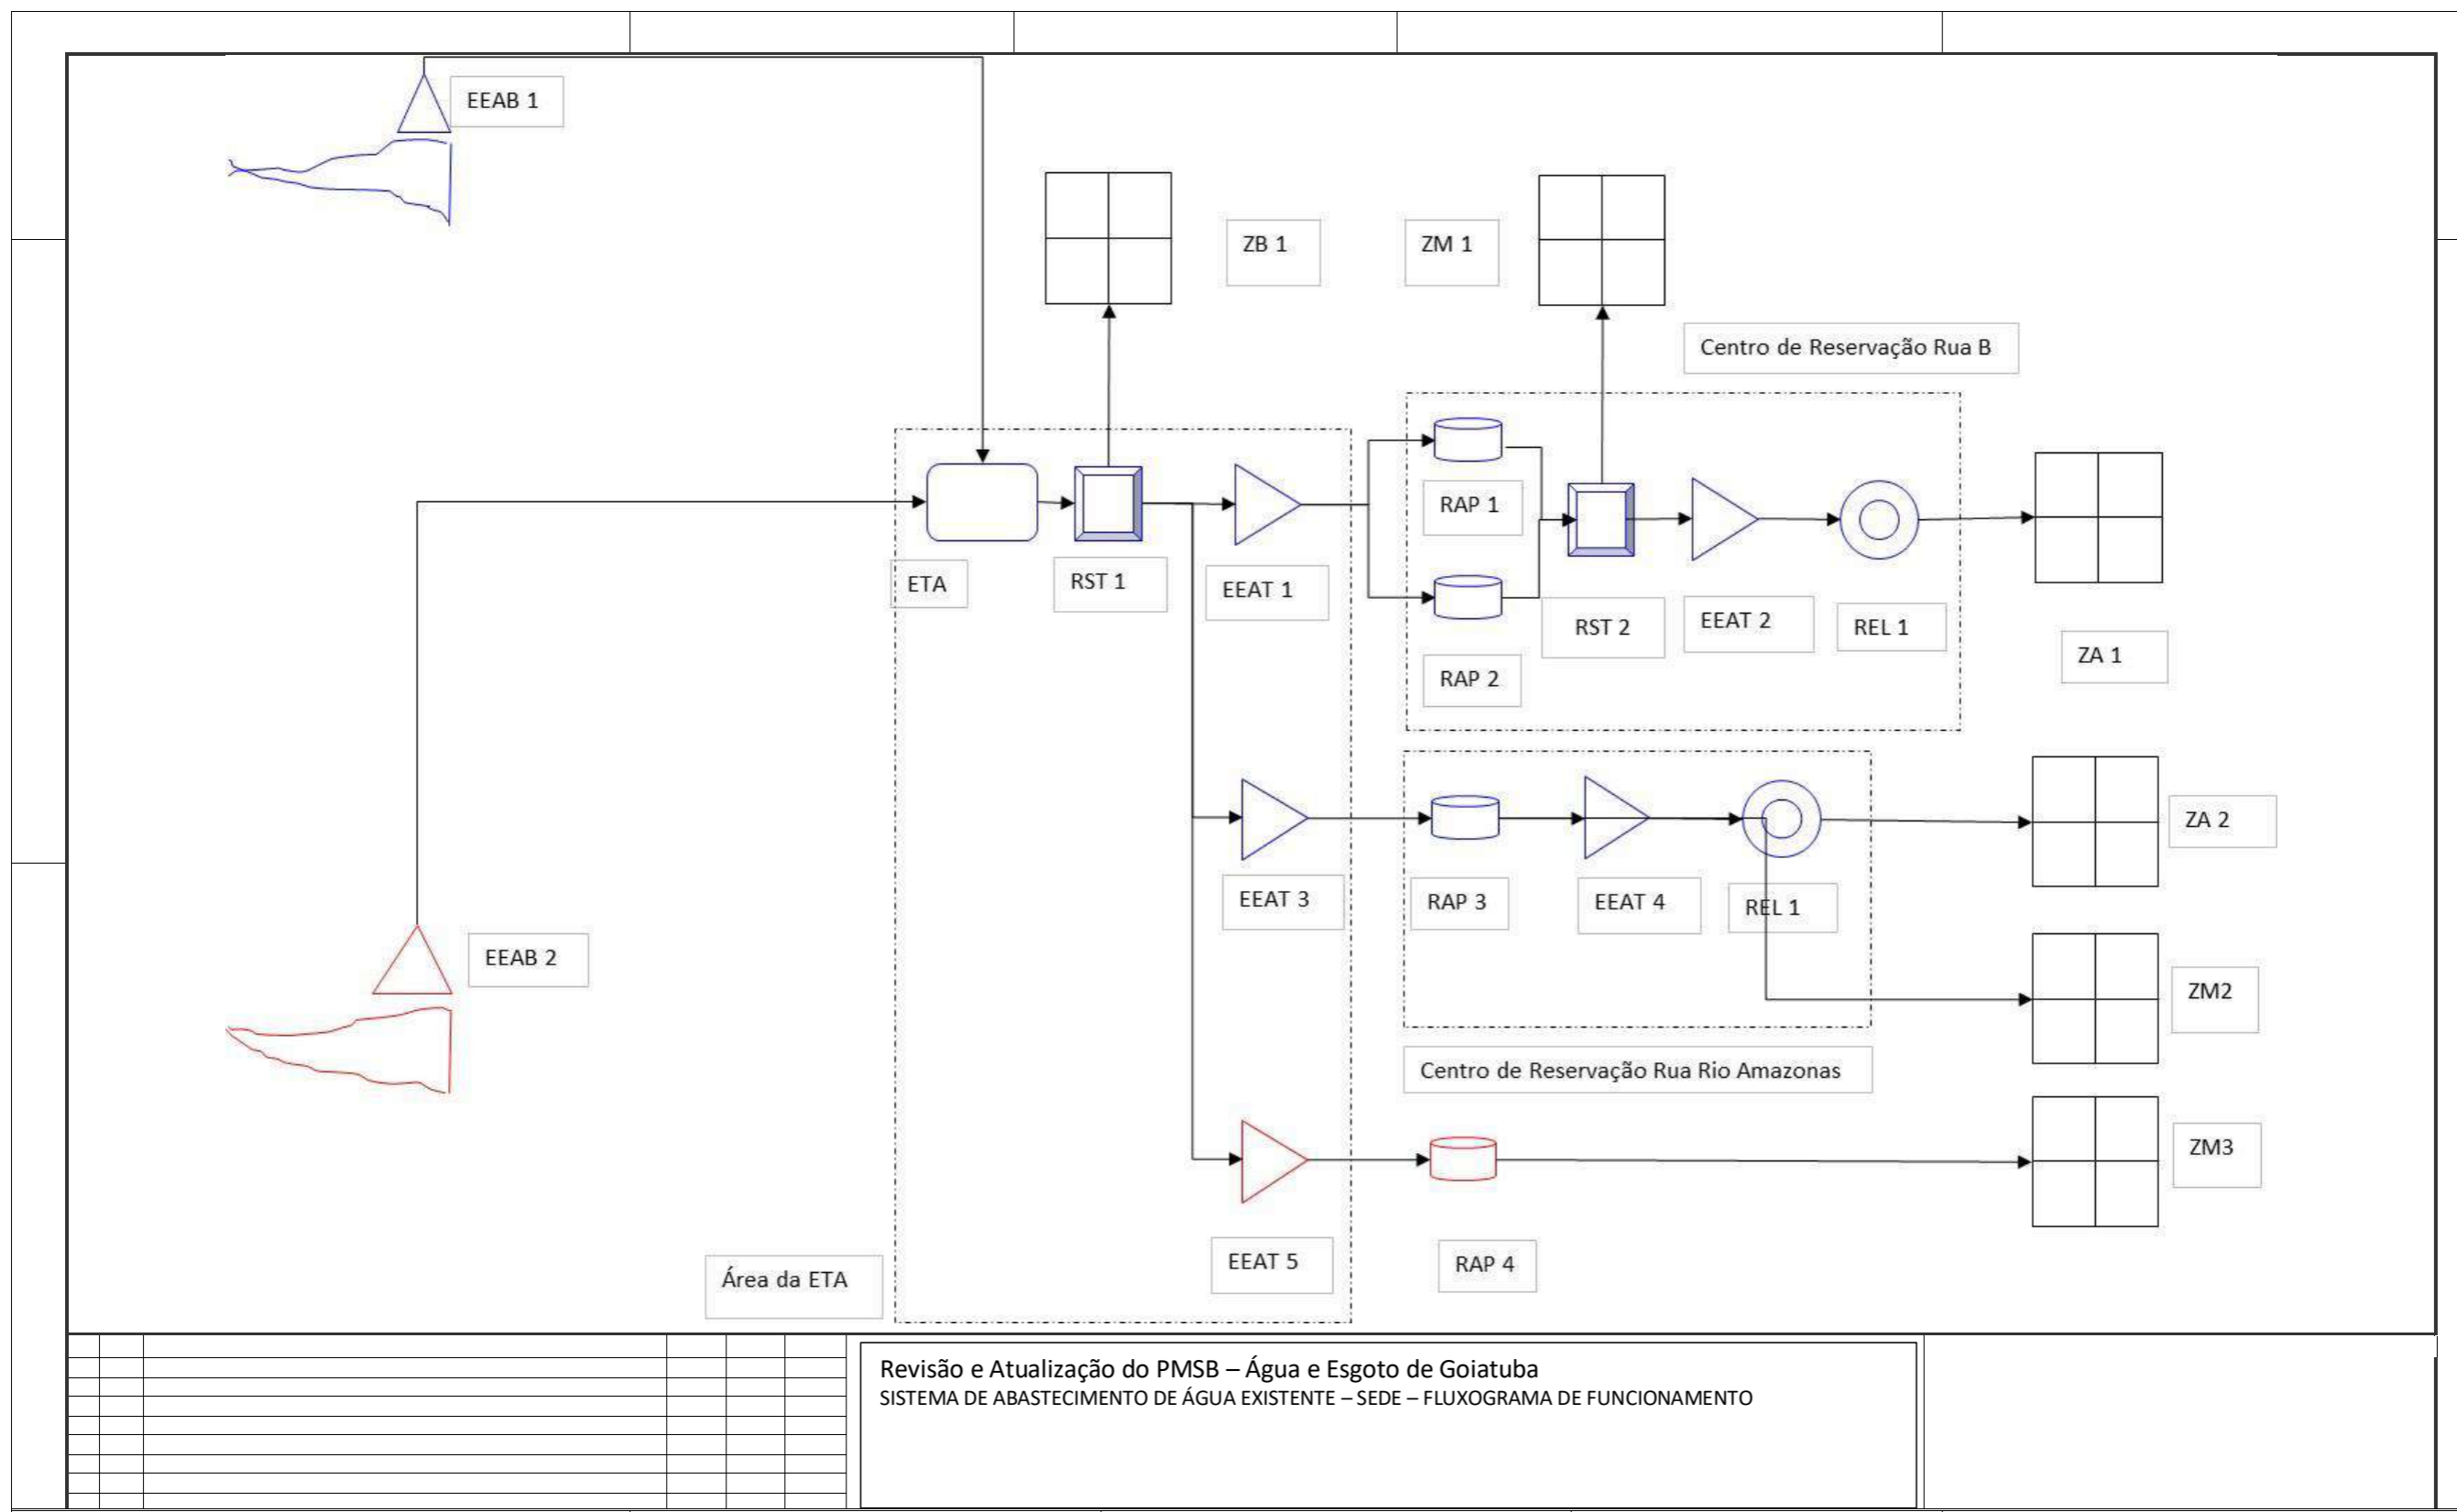 EEAB 1
ZB 1
ZM 1
Centro de Reservação Rua B
RAP 1
ETA
RST 1
EEAT 1
RST 2
EEAT 2
REL 1
ZA 1
RAP 2
ZA 2
EEAT 3
RAP 3
EEAT 4
REL 1
EEAB 2
ZM2
Centro de Reservação Rua Rio Amazonas
ZM3
EEAT 5
RAP 4
Área da ETA
Revisão e Atualização do PMSB – Água e Esgoto de Goiatuba
SISTEMA DE ABASTECIMENTO DE ÁGUA EXISTENTE – SEDE – FLUXOGRAMA DE FUNCIONAMENTO